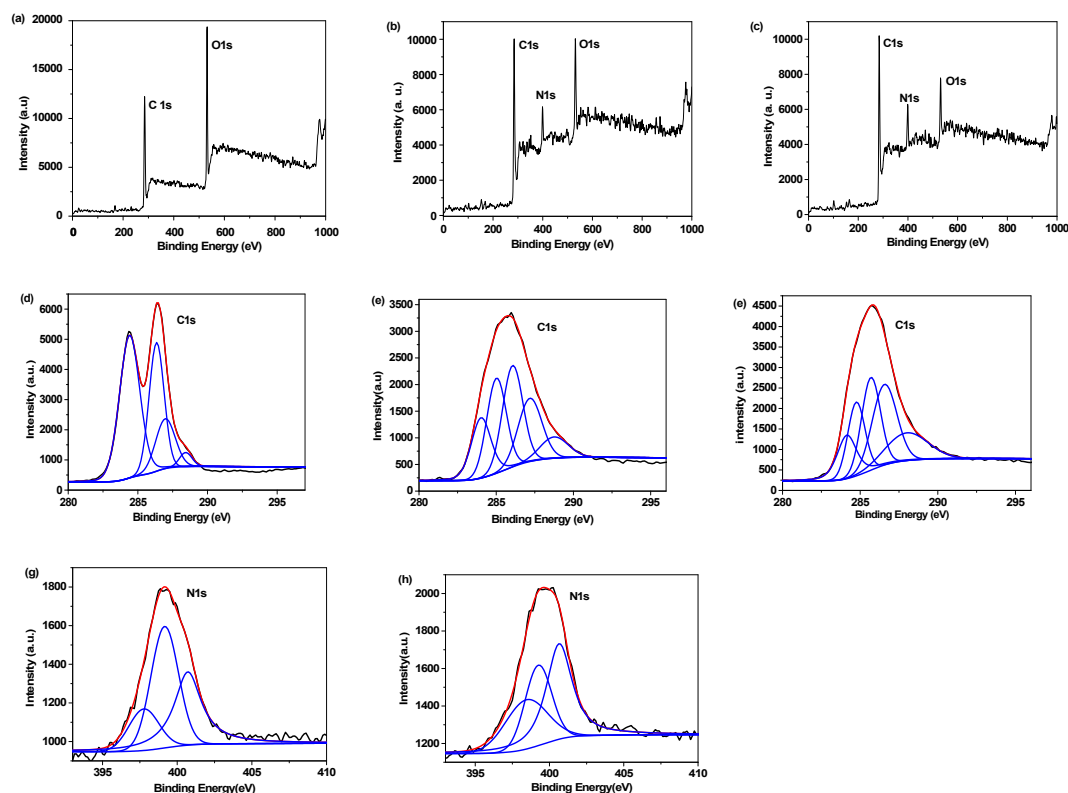 (a)
20000
15000
10000
5000
0
Intensity (a.u)
C 1s
O1s
0 200 400 600 800 1000
Binding Energy (eV)
(b)
10000
8000
6000
4000
2000
0
Intensity (a. u.)
C1s
N1s
O1s
0 200 400 600 800 1000
Binding Energy (eV)
(c)
10000
8000
6000
4000
2000
0
Intensity (a. u.)
C1s
N1s
O1s
0 200 400 600 800 1000
Binding Energy (eV)
(d)
6000
5000
4000
3000
2000
1000
0
Intensity (a.u.)
C1s
280 285 290 295
Binding Energy (eV)
(e)
3500
3000
2500
2000
1500
1000
500
0
Intensity(a.u)
C1s
280 285 290 295
Binding Energy (eV)
(e)
4500
4000
3500
3000
2500
2000
1500
1000
500
0
Intensity (a.u.)
C1s
280 285 290 295
Binding Energy (eV)
(g)
1800
1600
1400
1200
1000
Intensity (a.u.)
N1s
395 400 405 410
Binding Energy(eV)
(h)
2000
1800
1600
1400
1200
Intensity(a.u.)
N1s
395 400 405 410
Binding Energy(eV)